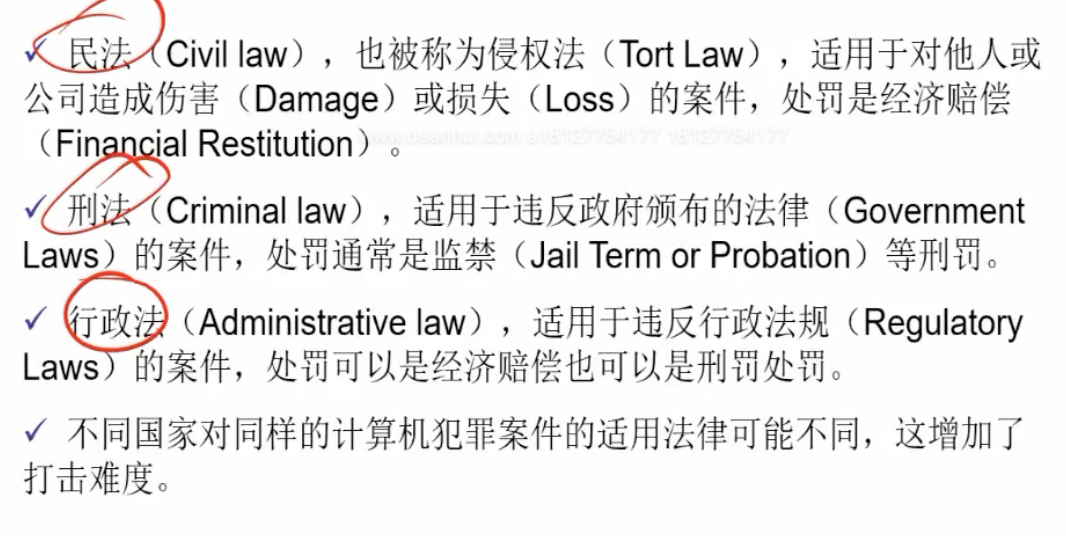 ✓ 民法（Civil law），也被称为侵权法（Tort Law），适用于对他人或
公司造成伤害（Damage）或损失（Loss）的案件，处罚是经济赔偿
（Financial Restitution）。
www.deanhui.com a18127754177 18127754177
✓ 刑法（Criminal law），适用于违反政府颁布的法律（Government
Laws）的案件，处罚通常是监禁（Jail Term or Probation）等刑罚。
✓ 行政法（Administrative law），适用于违反行政法规（Regulatory
Laws）的案件，处罚可以是经济赔偿也可以是刑罚处罚。
✓ 不同国家对同样的计算机犯罪案件的适用法律可能不同，这增加了
打击难度。